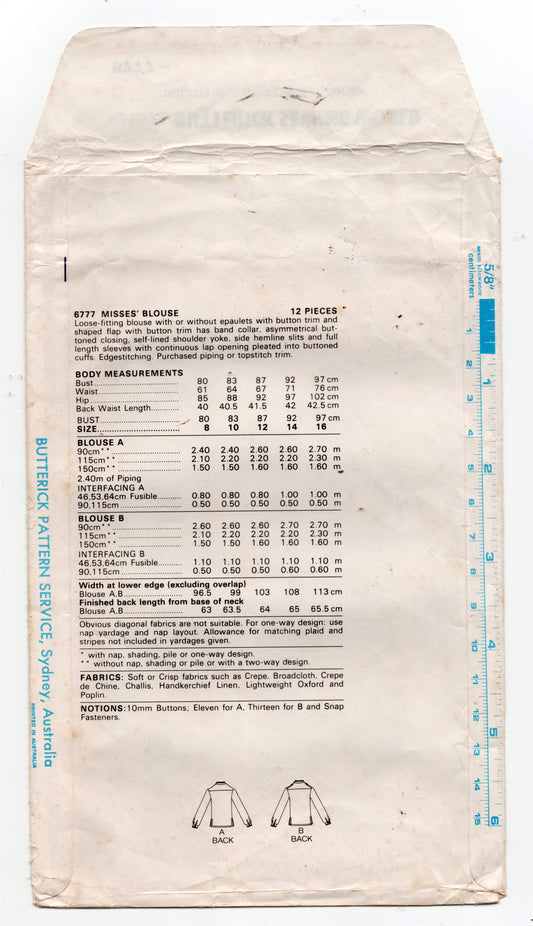 6777 MISSES' BLOUSE 12 PIECES
Loose-fitting blouse with or without epaulets with button trim and
shaped flap with button trim has band collar, asymmetrical but-
toned closing, self-lined shoulder yoke, side hemline slits and full
length sleeves with continuous lap opening pleated into buttoned
cuffs. Edgestitching. Purchased piping or topstitch trim.
BODY MEASUREMENTS
Bust 80 83 87 92 97 cm
Waist 61 64 67 71 76 cm
Hip 85 88 92 97 102 cm
Back Waist Length 40 40.5 41.5 42 42.5 cm
BUST 80 83 87 92 97 cm
SIZE 8 10 12 14 16
BLOUSE A
90cm** 2.40 2.40 2.60 2.60 2.70 m
115cm** 2.10 2.20 2.20 2.20 2.30 m
150cm** 1.50 1.50 1.60 1.60 1.60 m
2.40m of Piping
INTERFACING A
46,53,64cm Fusible 0.80 0.80 0.80 1.00 1.00 m
90,115cm 0.50 0.50 0.50 0.50 0.50 m
BLOUSE B
90cm** 2.60 2.60 2.60 2.70 2.70 m
115cm** 2.10 2.20 2.20 2.20 2.30 m
150cm** 1.50 1.50 1.60 1.60 1.60 m
INTERFACING B
46,53,64cm Fusible 1.10 1.10 1.10 1.10 1.10 m
90,115cm 0.50 0.50 0.50 0.60 0.60 m
Width at lower edge (excluding overlap)
Blouse A,B 96.5 99 103 108 113 cm
Finished back length from base of neck
Blouse A,B 63 63.5 64 65 65.5 cm
Obvious diagonal fabrics are not suitable. For one-way design: use
nap yardage and nap layout. Allowance for matching plaid and
stripes not included in yardages given.
* with nap, shading, pile or one-way design.
** without nap, shading or pile or with a two-way design.
FABRICS: Soft or Crisp fabrics such as Crepe, Broadcloth, Crepe
de Chine, Challis, Handkerchief Linen, Lightweight Oxford and
Poplin.
NOTIONS: 10mm Buttons; Eleven for A, Thirteen for B and Snap
Fasteners.
A
BACK
B
BACK
BUTTERICK PATTERN SERVICE, Sydney, Australia
PRINTED IN AUSTRALIA
5/8"
seam allowance
centimeters
1 2 3 4 5 6 7 8 9 10 11 12 13 14 15
1 2 3 4 5 6